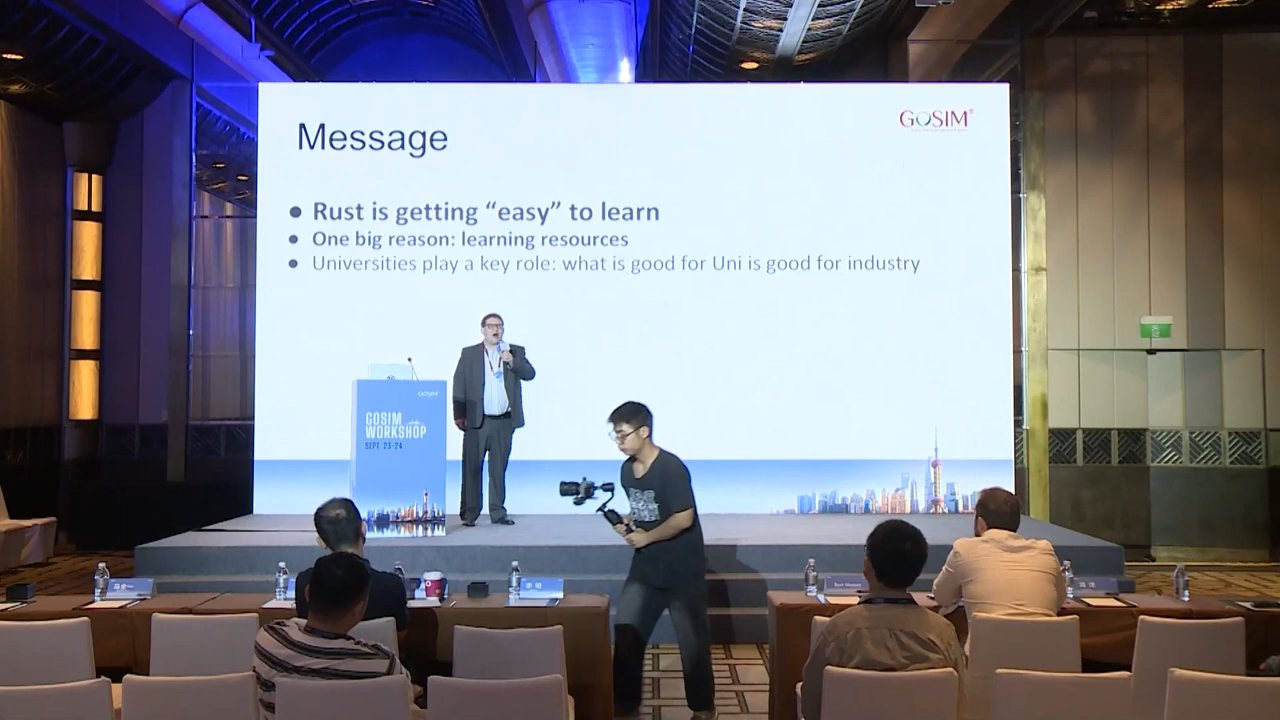 GOSIM
Message
● Rust is getting “easy” to learn
● One big reason: learning resources
● Universities play a key role: what is good for Uni is good for industry
GOSIM
GOSIM
WORKSHOP
SEPT. 23-24